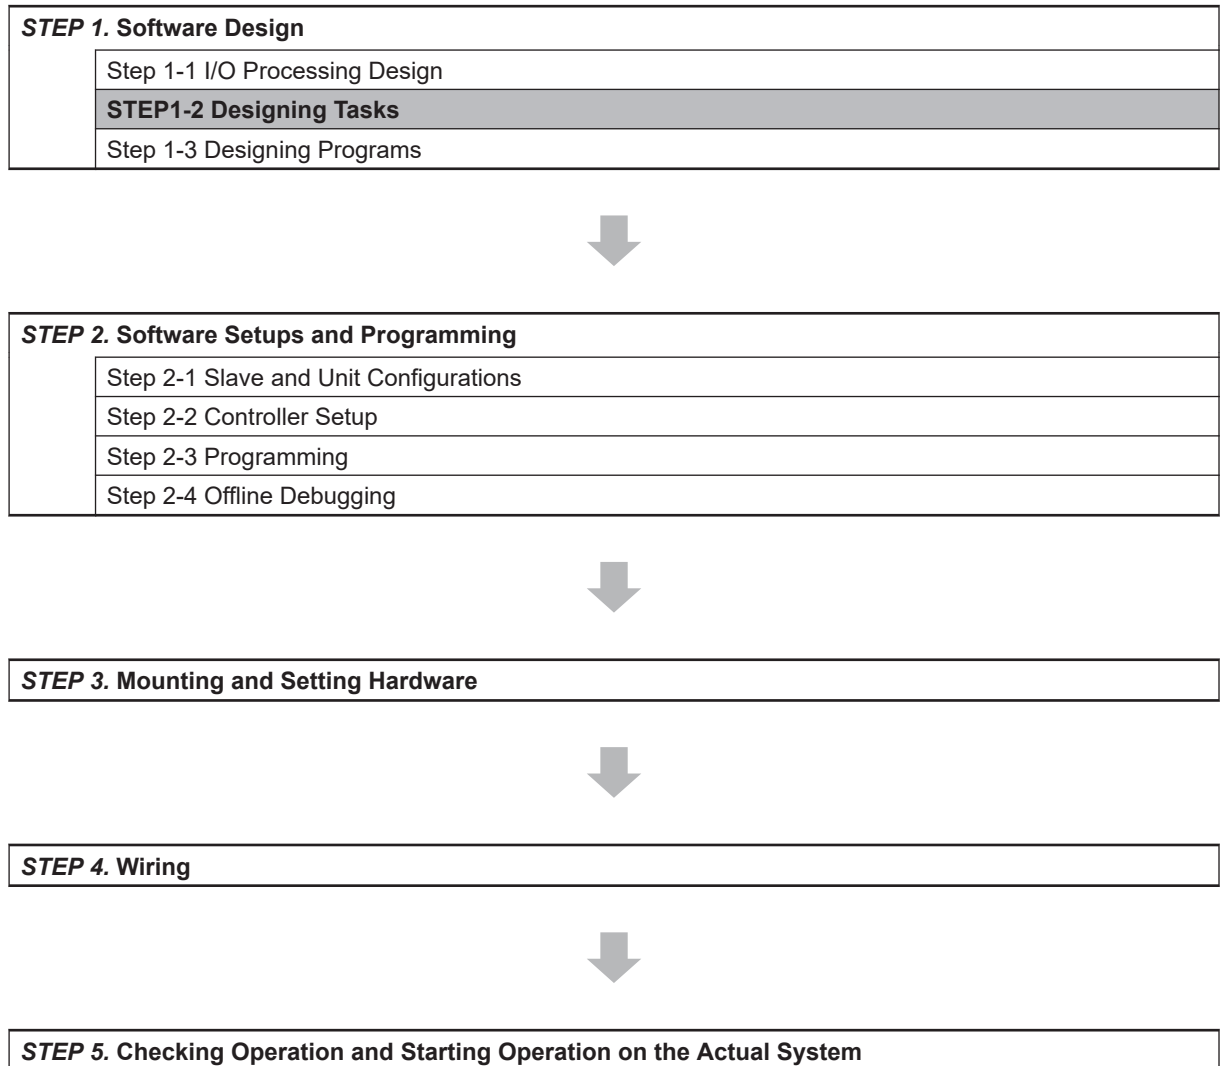 STEP 1. Software Design
Step 1-1 I/O Processing Design
STEP1-2 Designing Tasks
Step 1-3 Designing Programs
STEP 2. Software Setups and Programming
Step 2-1 Slave and Unit Configurations
Step 2-2 Controller Setup
Step 2-3 Programming
Step 2-4 Offline Debugging
STEP 3. Mounting and Setting Hardware
STEP 4. Wiring
STEP 5. Checking Operation and Starting Operation on the Actual System